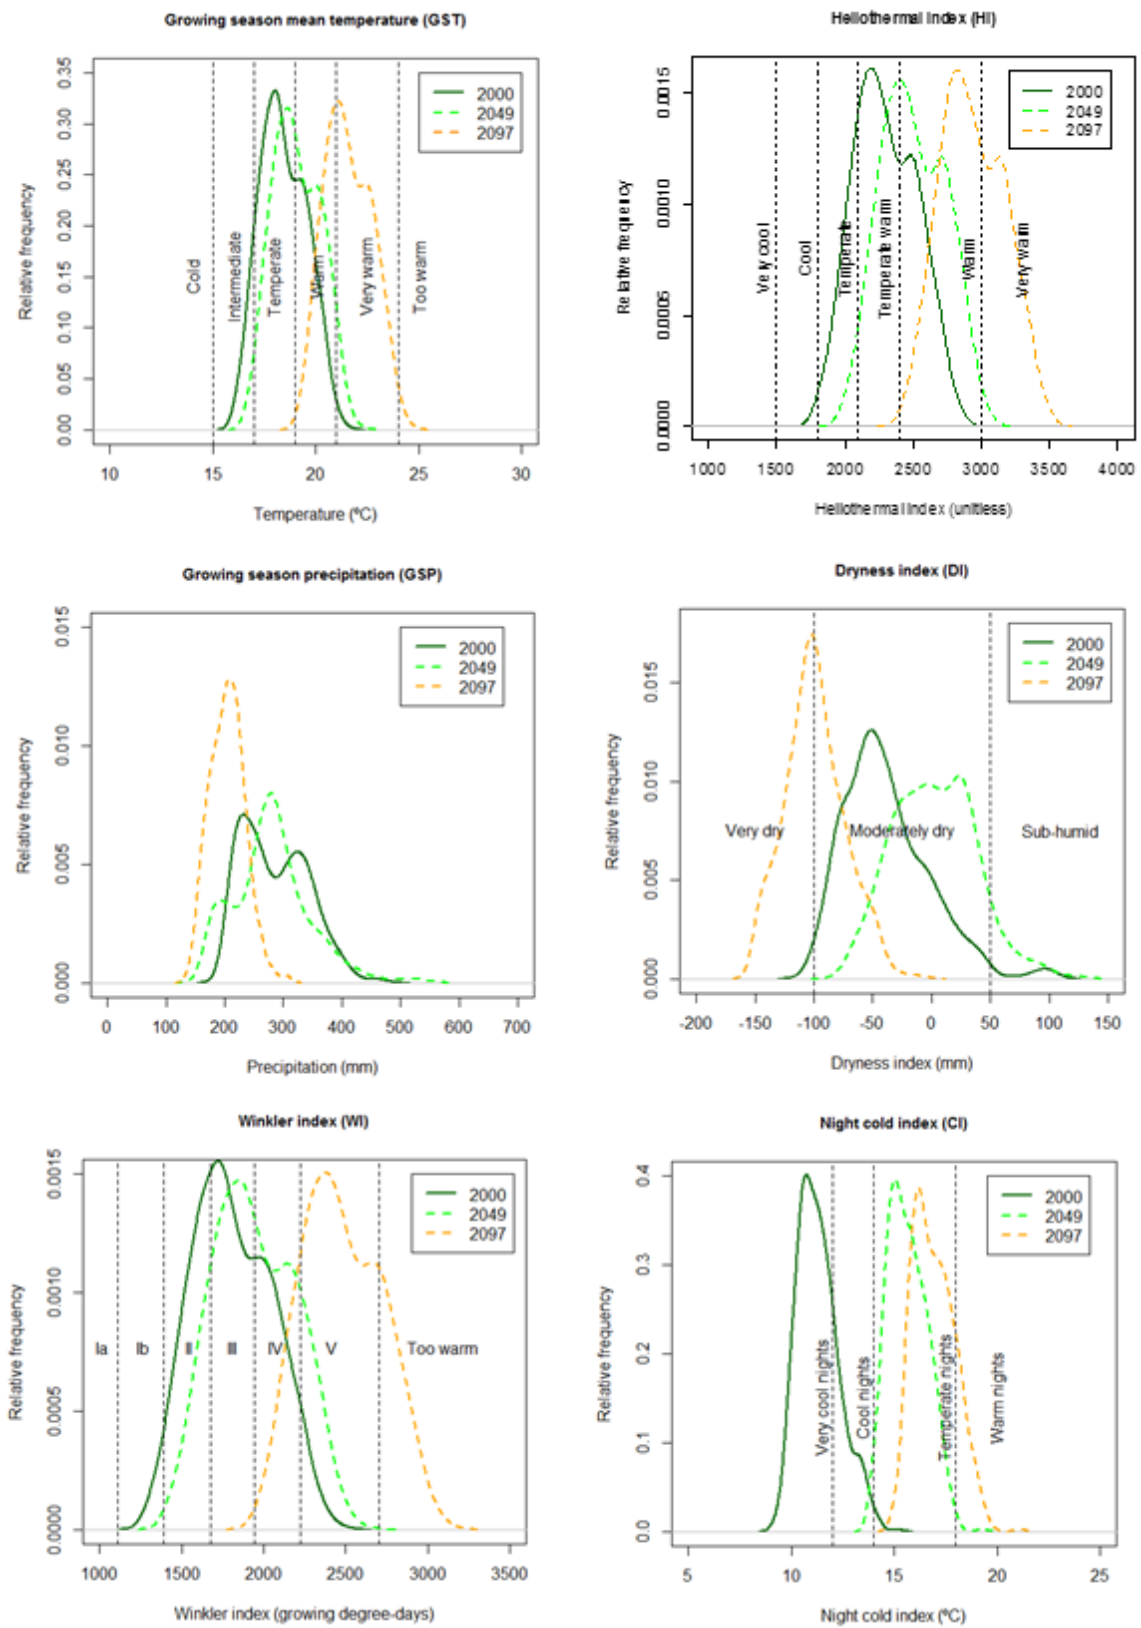 Growing season mean temperature (GST)
Relative frequency
0.00 0.05 0.10 0.15 0.20 0.25 0.30 0.35
Cold
Intermediate
Temperate
Warm
Very warm
Too warm
2000
2049
2097
10 15 20 25 30
Temperature (ºC)
Heliothermal index (HI)
Relative frequency
0.0000 0.0005 0.0010 0.0015
Very cool
Cool
Temperate
Temperate warm
Warm
Very warm
2000
2049
2097
1000 1500 2000 2500 3000 3500 4000
Heliothermal index (unitless)
Growing season precipitation (GSP)
Relative frequency
0.000 0.005 0.010 0.015
2000
2049
2097
0 100 200 300 400 500 600 700
Precipitation (mm)
Dryness index (DI)
Relative frequency
0.000 0.005 0.010 0.015
Very dry
Moderately dry
Sub-humid
2000
2049
2097
-200 -150 -100 -50 0 50 100 150
Dryness index (mm)
Winkler index (WI)
Relative frequency
0.0000 0.0005 0.0010 0.0015
Ia Ib II III IV V Too warm
2000
2049
2097
1000 1500 2000 2500 3000 3500
Winkler index (growing degree-days)
Night cold index (CI)
Relative frequency
0.0 0.1 0.2 0.3 0.4
Very cool nights
Cool nights
Temperate nights
Warm nights
2000
2049
2097
5 10 15 20 25
Night cold index (ºC)